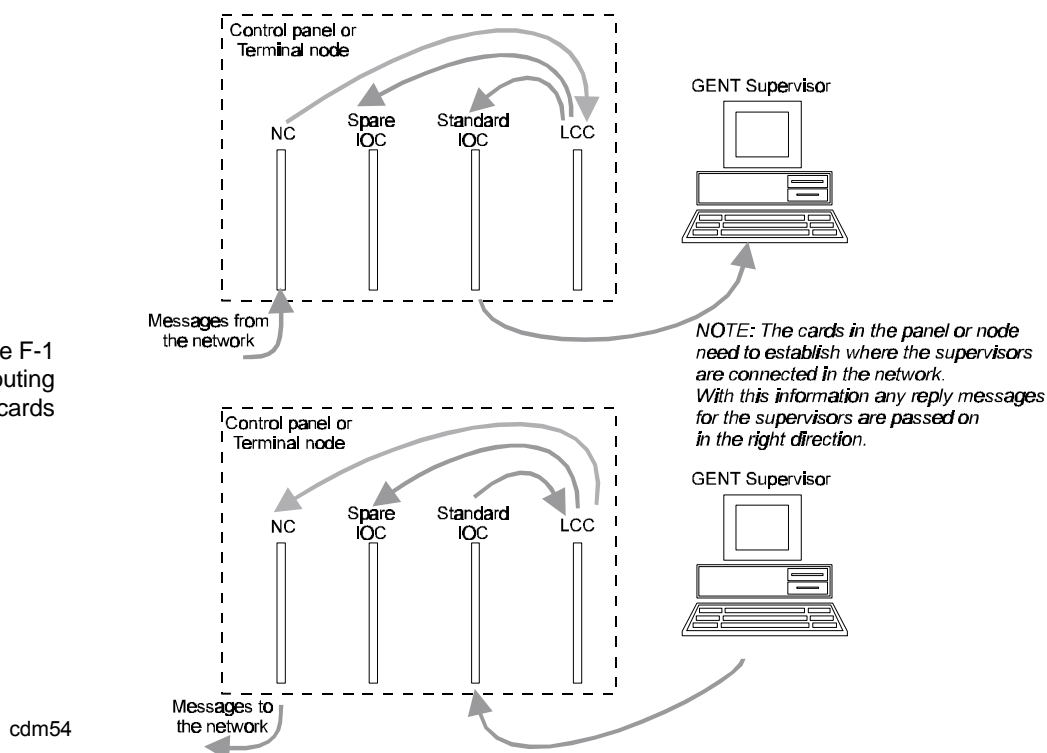 Control panel or
Terminal node
GENT Supervisor
NC
Spare
IOC
Standard
IOC
LCC
Messages from
the network
NOTE: The cards in the panel or node
need to establish where the supervisors
are connected in the network.
With this information any reply messages
for the supervisors are passed on
in the right direction.
e F-1
outing
cards
Control panel or
Terminal node
GENT Supervisor
NC
Spare
IOC
Standard
IOC
LCC
Messages to
the network
cdm54